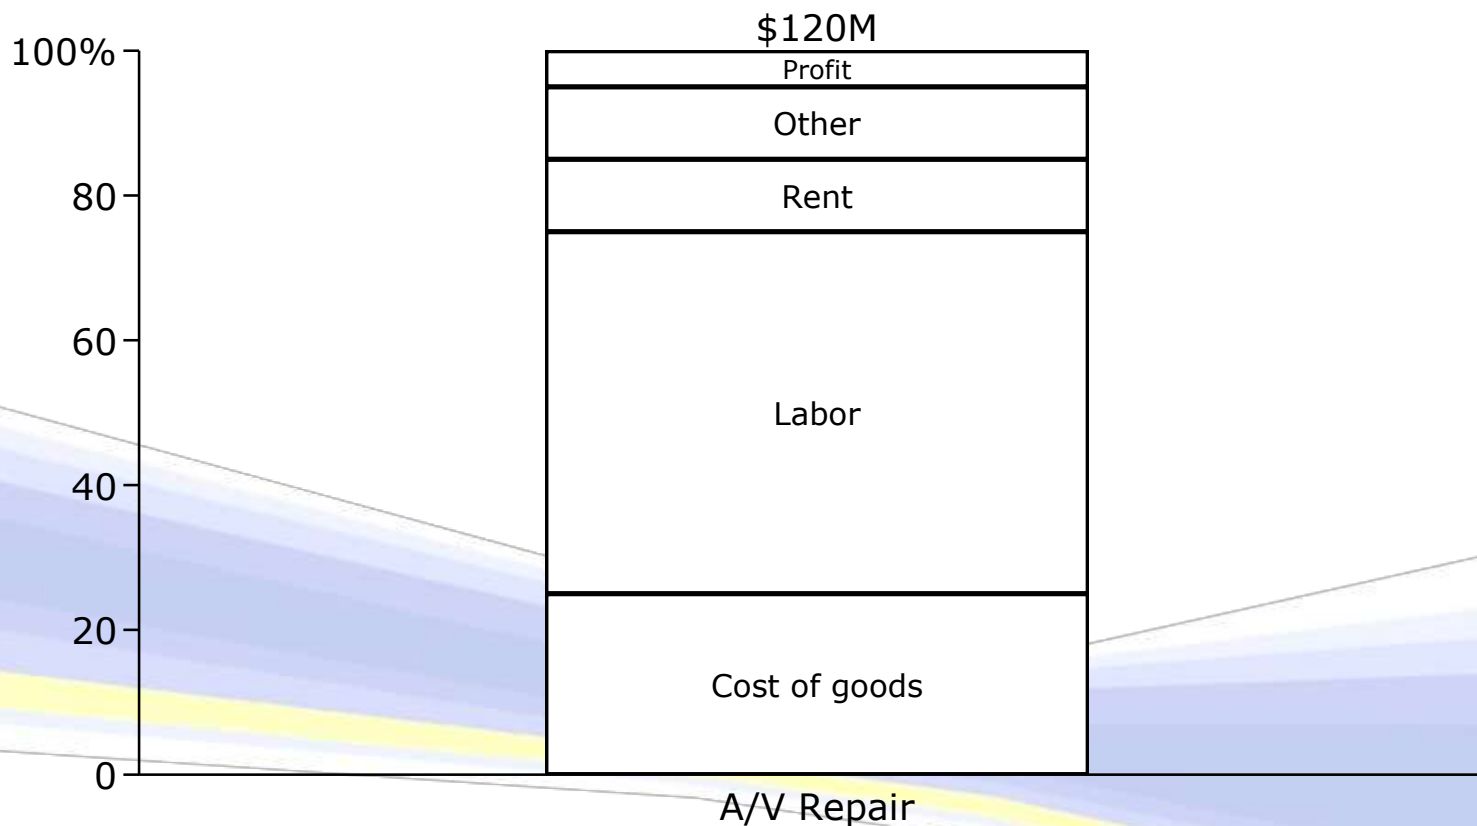 $120M
100%
Profit
Other
80
Rent
60
Labor
40
20
Cost of goods
0
A/V Repair